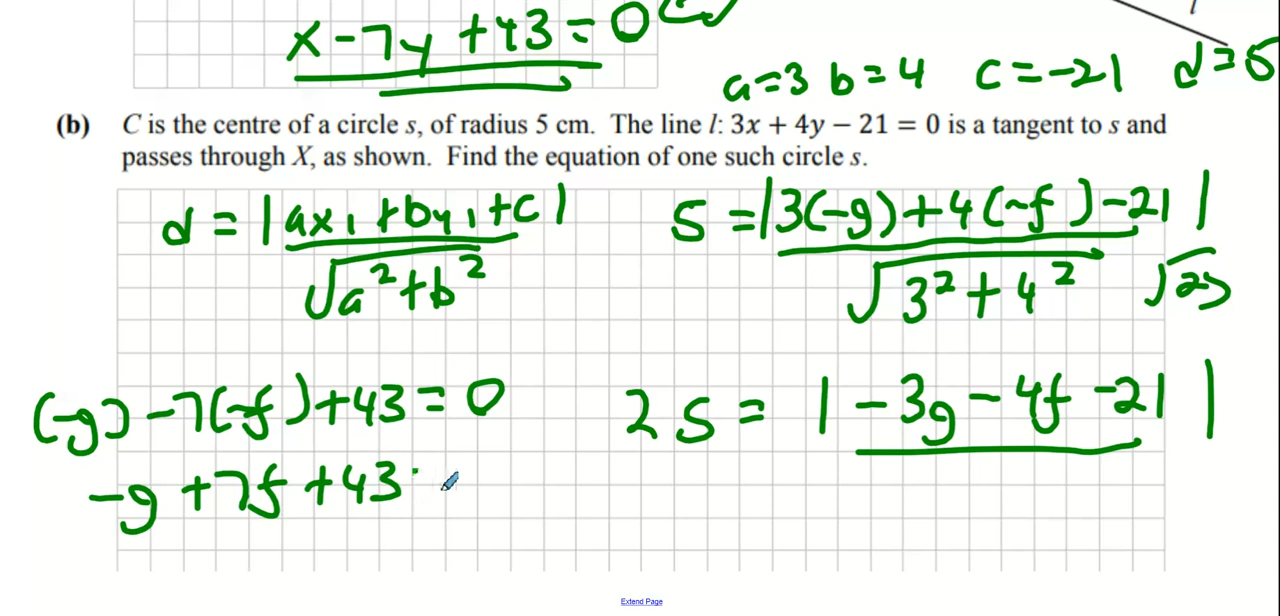 x - 7y + 43 = 0
l
a = 3 b = 4 c = -21 d = 5
(b) C is the centre of a circle s, of radius 5 cm. The line l: 3x + 4y − 21 = 0 is a tangent to s and
passes through X, as shown. Find the equation of one such circle s.
d = |ax₁ + by₁ + c| / √a² + b²
5 = |3(-g) + 4(-f) - 21| / √3² + 4²
√25
(-g) - 7(-f) + 43 = 0
25 = |-3g - 4f - 21|
-g + 7f + 43
Extend Page